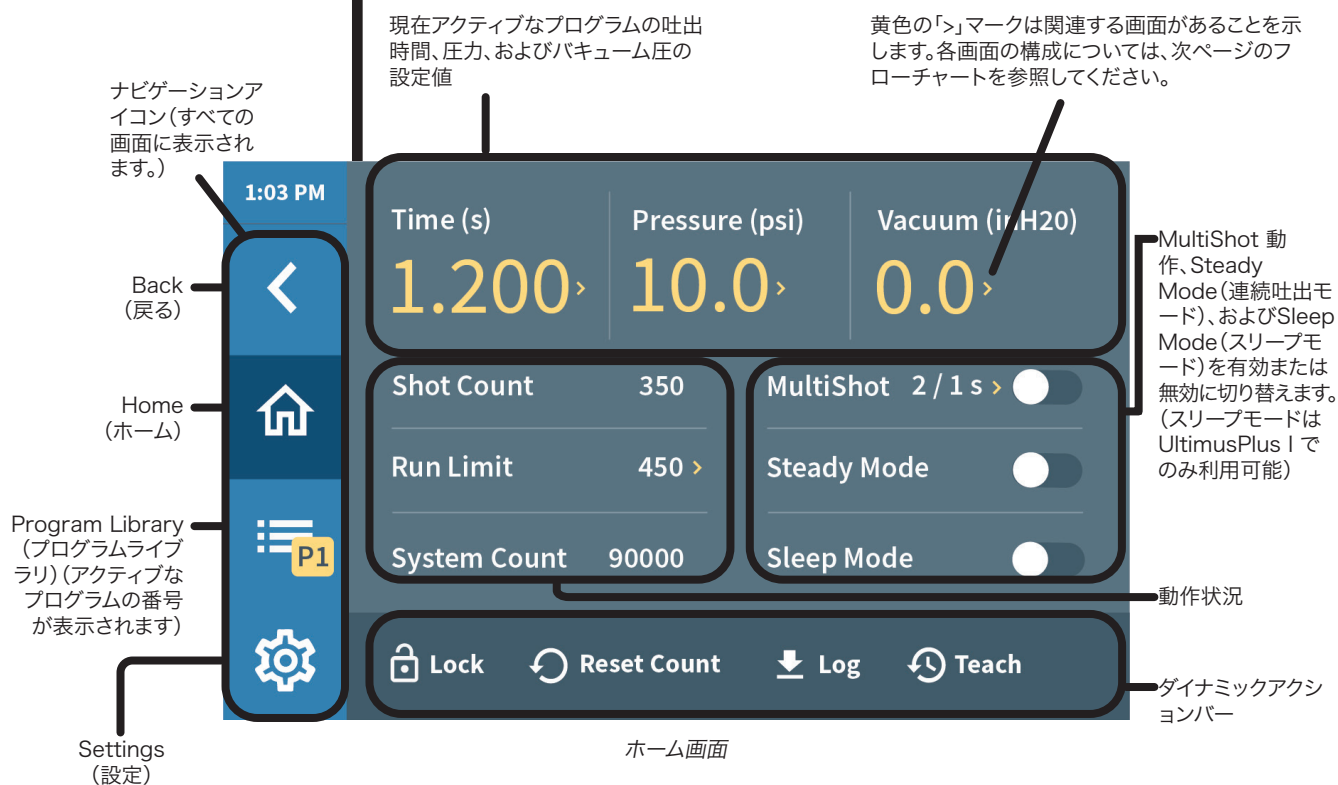 現在アクティブなプログラムの吐出
時間、圧力、およびバキューム圧の
設定値
黄色の「>」マークは関連する画面があることを示
します。各画面の構成については、次ページのフ
ローチャートを参照してください。
ナビゲーションア
イコン（すべての
画面に表示され
ます。）
1:03 PM
Time (s)
Pressure (psi)
Vacuum (inH20)
1.200 ›
10.0 ›
0.0 ›
Back
（戻る）
Home
（ホーム）
Program Library
（プログラムライブ
ラリ）（アクティブな
プログラムの番号
が表示されます）
P1
Settings
（設定）
Shot Count 350
Run Limit 450 ›
System Count 90000
MultiShot 2 / 1 s ›
Steady Mode
Sleep Mode
MultiShot 動
作、Steady
Mode（連続吐出モ
ード）、およびSleep
Mode（スリープモ
ード）を有効または
無効に切り替えます。
（スリープモードは
UltimusPlus I で
のみ利用可能）
動作状況
Lock
Reset Count
Log
Teach
ダイナミックアクシ
ョンバー
ホーム画面